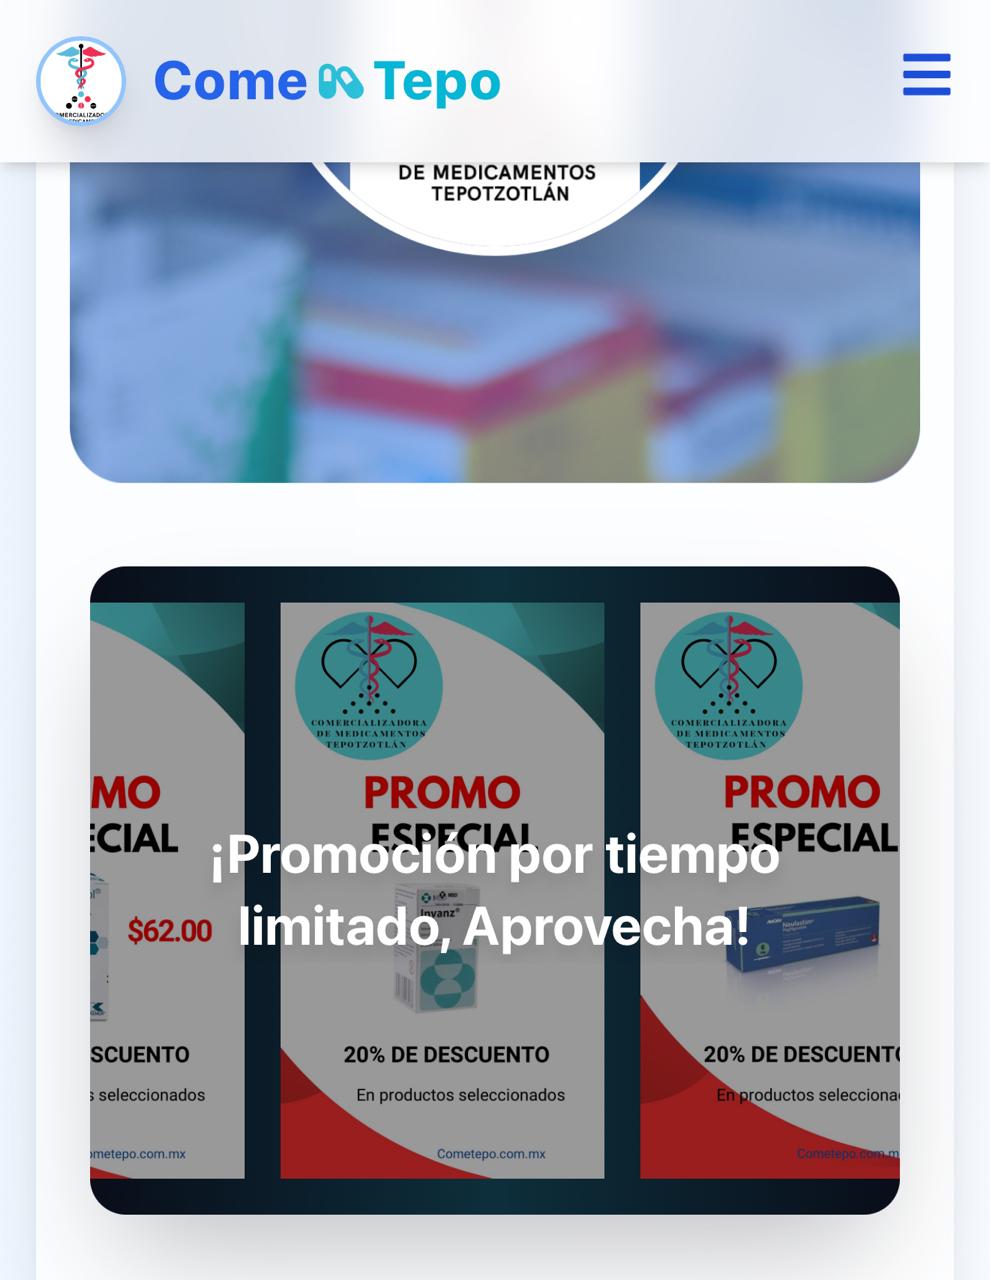 Come Tepo
DE MEDICAMENTOS
TEPOTZOTLÁN
¡Promoción por tiempo
limitado, Aprovecha!
MO
ECIAL
$62.00
SCUENTO
s seleccionados
ometepo.com.mx
COMERCIALIZADORA
DE MEDICAMENTOS
TEPOTZOTLÁN
PROMO
ESPECIAL
Invanz
20% DE DESCUENTO
En productos seleccionados
Cometepo.com.mx
COMERCIALIZADORA
DE MEDICAMENTOS
TEPOTZOTLÁN
PROMO
ESPECIAL
Neulastim
20% DE DESCUENTO
En productos selecciona
Cometepo.com.m